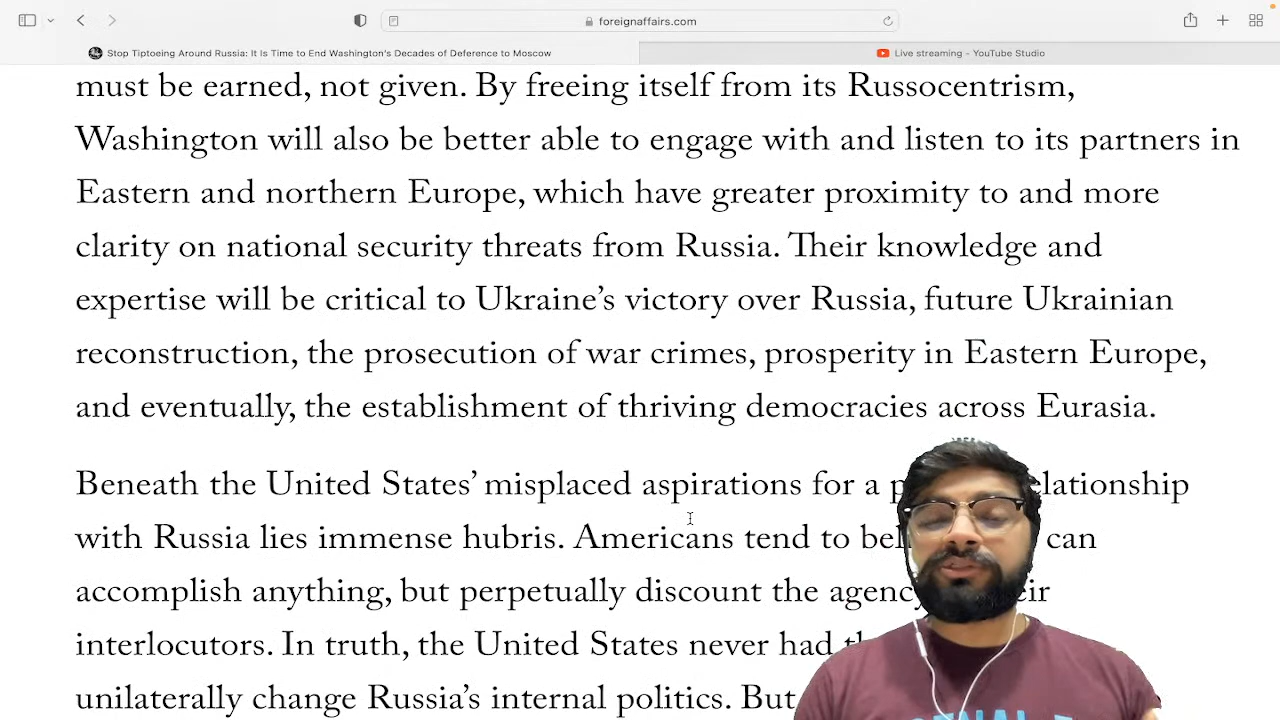 foreignaffairs.com
Stop Tiptoeing Around Russia: It Is Time to End Washington's Decades of Deference to Moscow
Live streaming - YouTube Studio
must be earned, not given. By freeing itself from its Russocentrism,
Washington will also be better able to engage with and listen to its partners in
Eastern and northern Europe, which have greater proximity to and more
clarity on national security threats from Russia. Their knowledge and
expertise will be critical to Ukraine’s victory over Russia, future Ukrainian
reconstruction, the prosecution of war crimes, prosperity in Eastern Europe,
and eventually, the establishment of thriving democracies across Eurasia.
Beneath the United States’ misplaced aspirations for a
with Russia lies immense hubris. Americans tend to can
accomplish anything, but perpetually discount the
interlocutors. In truth, the United States never had
unilaterally change Russia’s internal politics. But